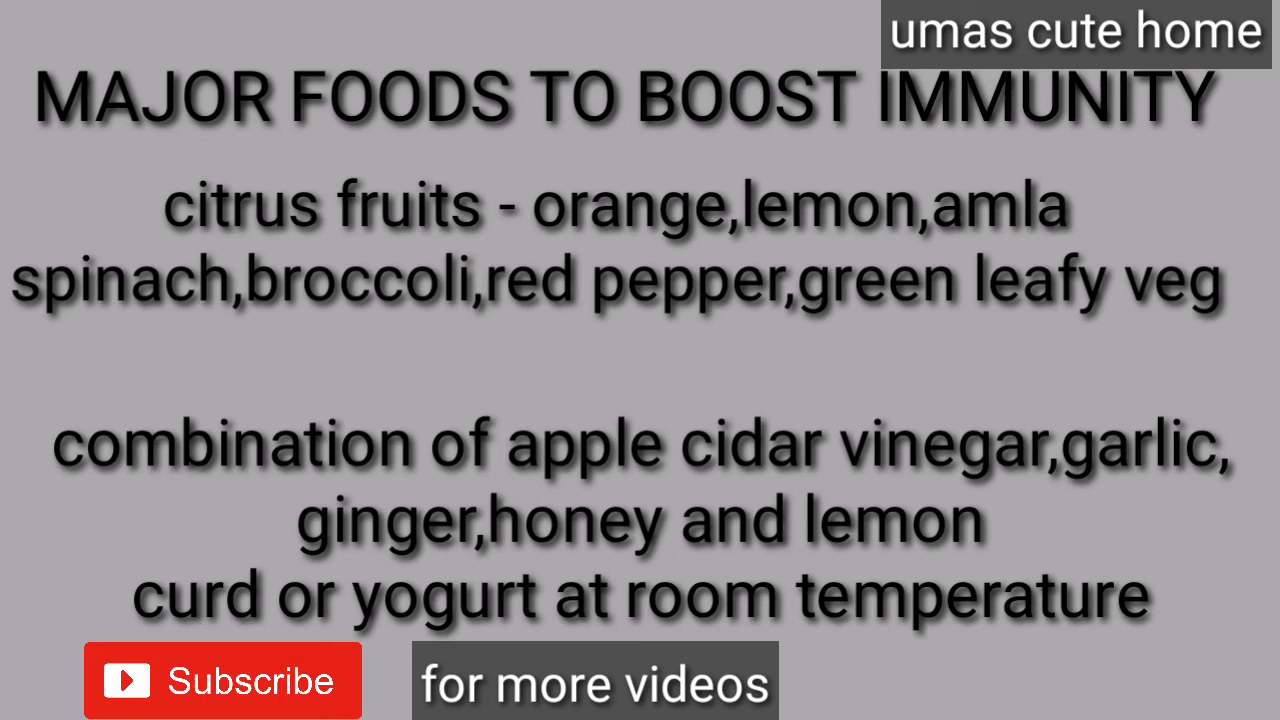 umas cute home
MAJOR FOODS TO BOOST IMMUNITY
citrus fruits - orange,lemon,amla
spinach,broccoli,red pepper,green leafy veg
combination of apple cidar vinegar,garlic,
ginger,honey and lemon
curd or yogurt at room temperature
Subscribe
for more videos